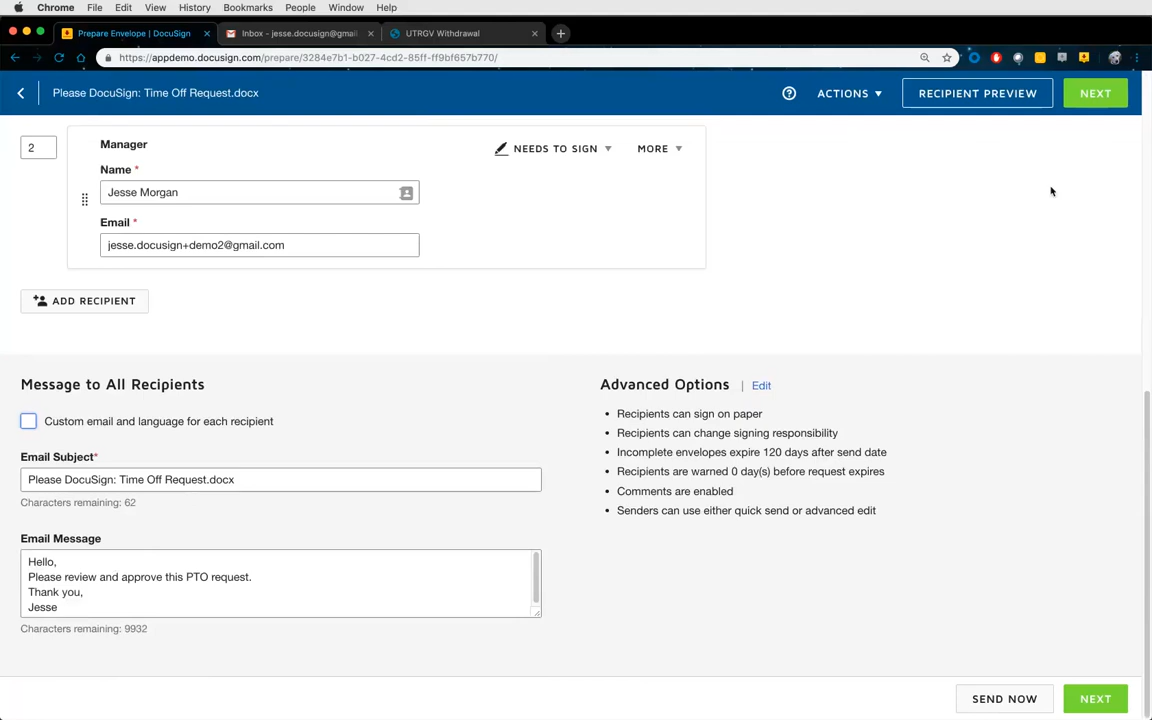 Chrome File Edit View History Bookmarks People Window Help
Prepare Envelope | DocuSign
Inbox - jesse.docusign@gmai
UTRGV Withdrawal
https://appdemo.docusign.com/prepare/3284e7b1-b027-4cd2-85ff-ff9bf657b770/
Please DocuSign: Time Off Request.docx
ACTIONS
RECIPIENT PREVIEW
NEXT
2
Manager
NEEDS TO SIGN
MORE
Name *
Jesse Morgan
Email *
jesse.docusign+demo2@gmail.com
ADD RECIPIENT
Message to All Recipients
Custom email and language for each recipient
Email Subject*
Please DocuSign: Time Off Request.docx
Characters remaining: 62
Email Message
Hello,
Please review and approve this PTO request.
Thank you,
Jesse
Characters remaining: 9932
Advanced Options | Edit
• Recipients can sign on paper
• Recipients can change signing responsibility
• Incomplete envelopes expire 120 days after send date
• Recipients are warned 0 day(s) before request expires
• Comments are enabled
• Senders can use either quick send or advanced edit
SEND NOW
NEXT